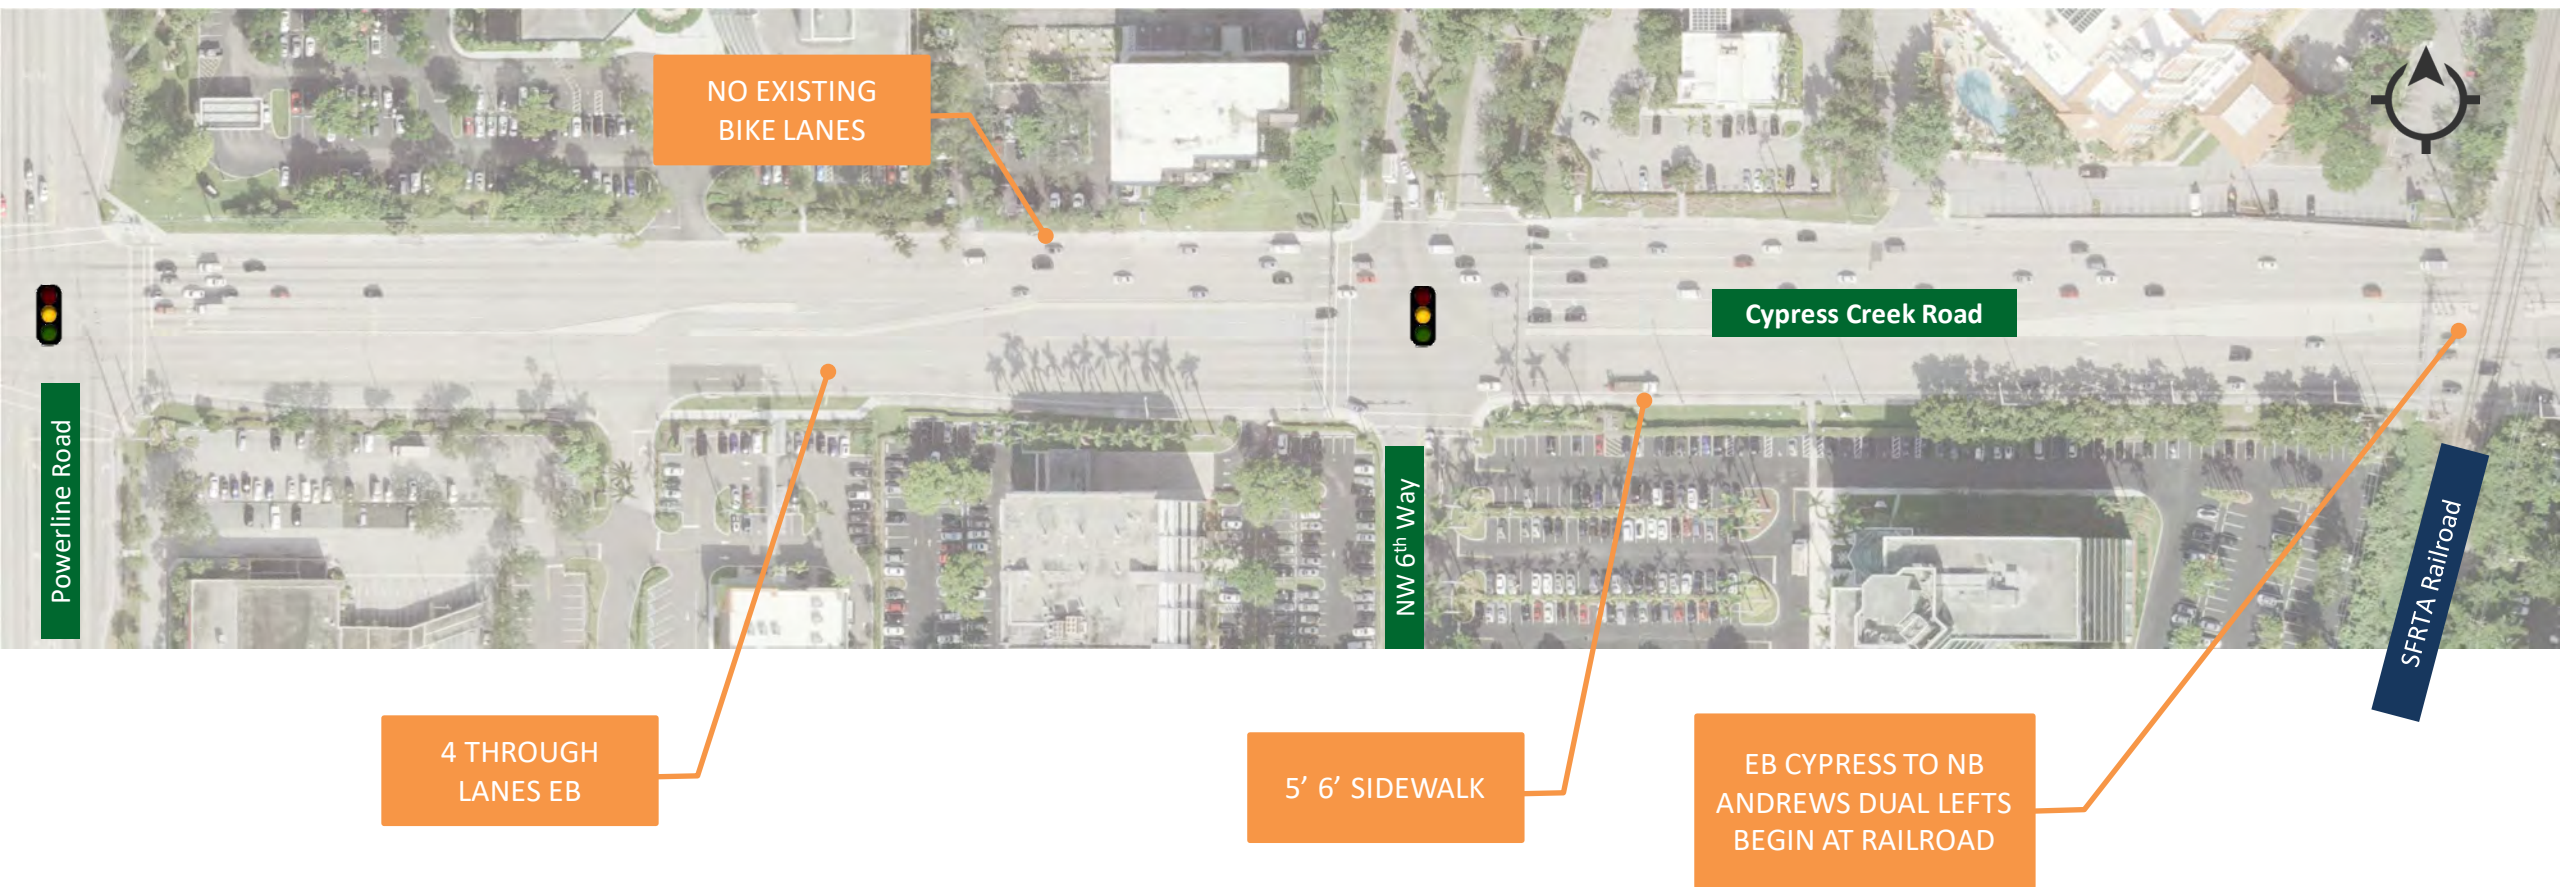 NO EXISTING
BIKE LANES
Cypress Creek Road
Powerline Road
NW 6th Way
SFRTA Railroad
4 THROUGH
LANES EB
5’ 6’ SIDEWALK
EB CYPRESS TO NB
ANDREWS DUAL LEFTS
BEGIN AT RAILROAD